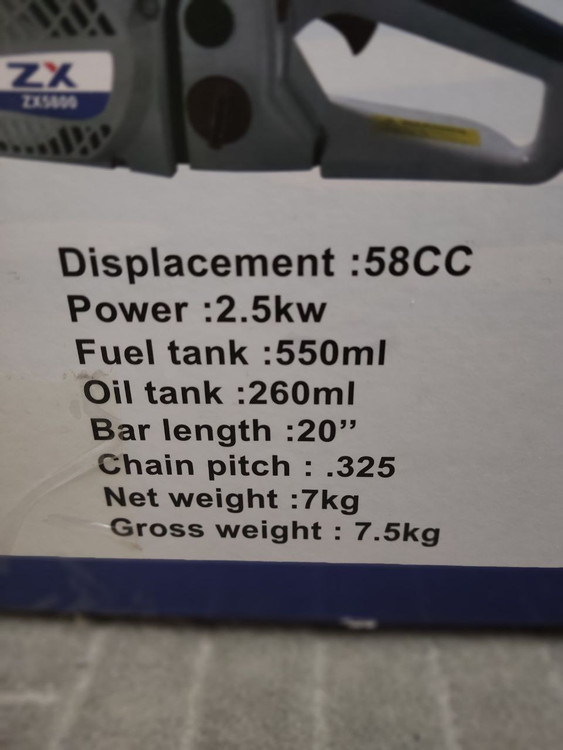 ZX
ZX5800
Displacement :58CC
Power :2.5kw
Fuel tank :550ml
Oil tank :260ml
Bar length :20”
Chain pitch : .325
Net weight :7kg
Gross weight : 7.5kg